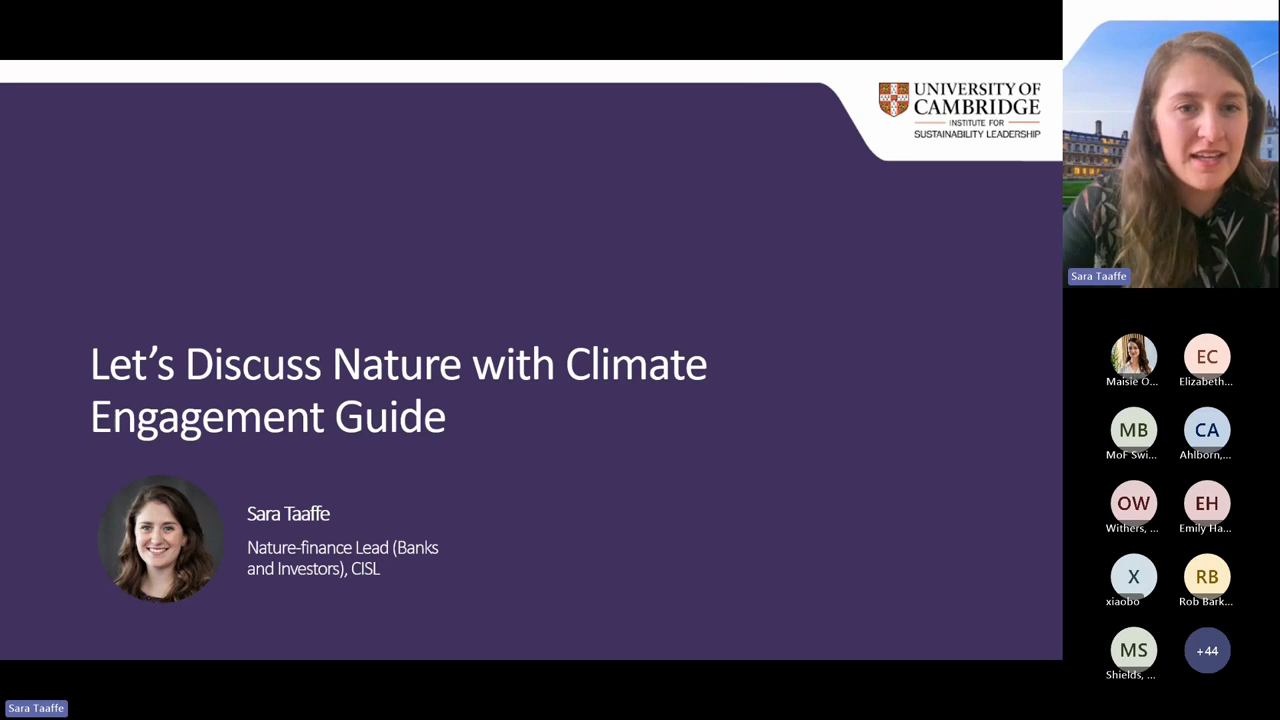 UNIVERSITY OF
CAMBRIDGE
INSTITUTE FOR
SUSTAINABILITY LEADERSHIP
Let's Discuss Nature with Climate
Engagement Guide
Sara Taaffe
Nature-finance Lead (Banks
and Investors), CISL
Sara Taaffe
Maisie O...
EC
Elizabeth...
MB
MoF Swi...
CA
Ahlborn,...
OW
Withers, ...
EH
Emily Ha...
X
xiaobo
RB
Rob Bark...
MS
Shields, ...
+44
Sara Taaffe